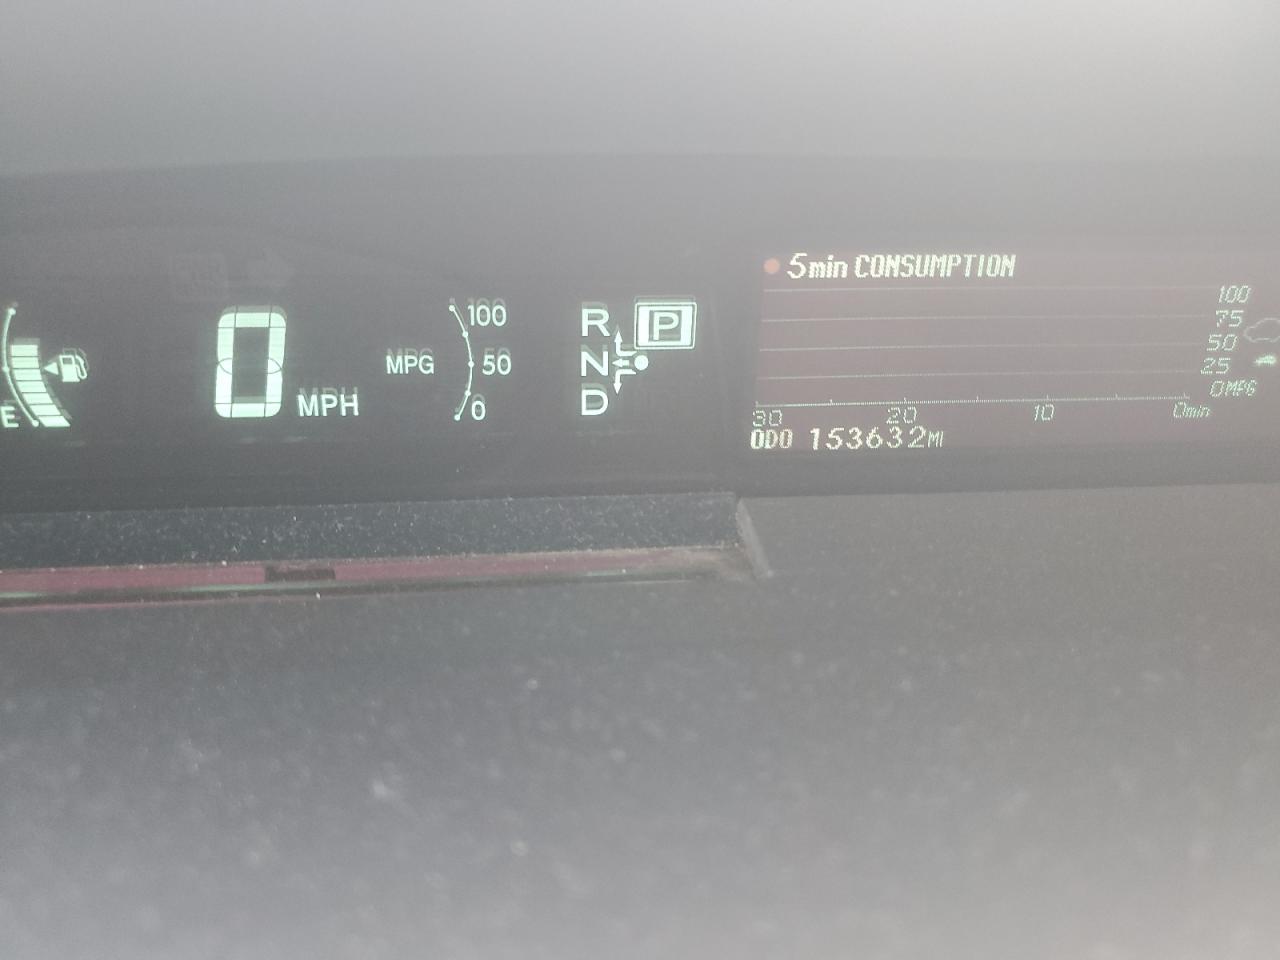 5min CONSUMPTION
100
75
50
25
0MPG
30 20 10 0min
ODO 153632MI
E
0 MPH
MPG
100
50
0
R
N
D
P